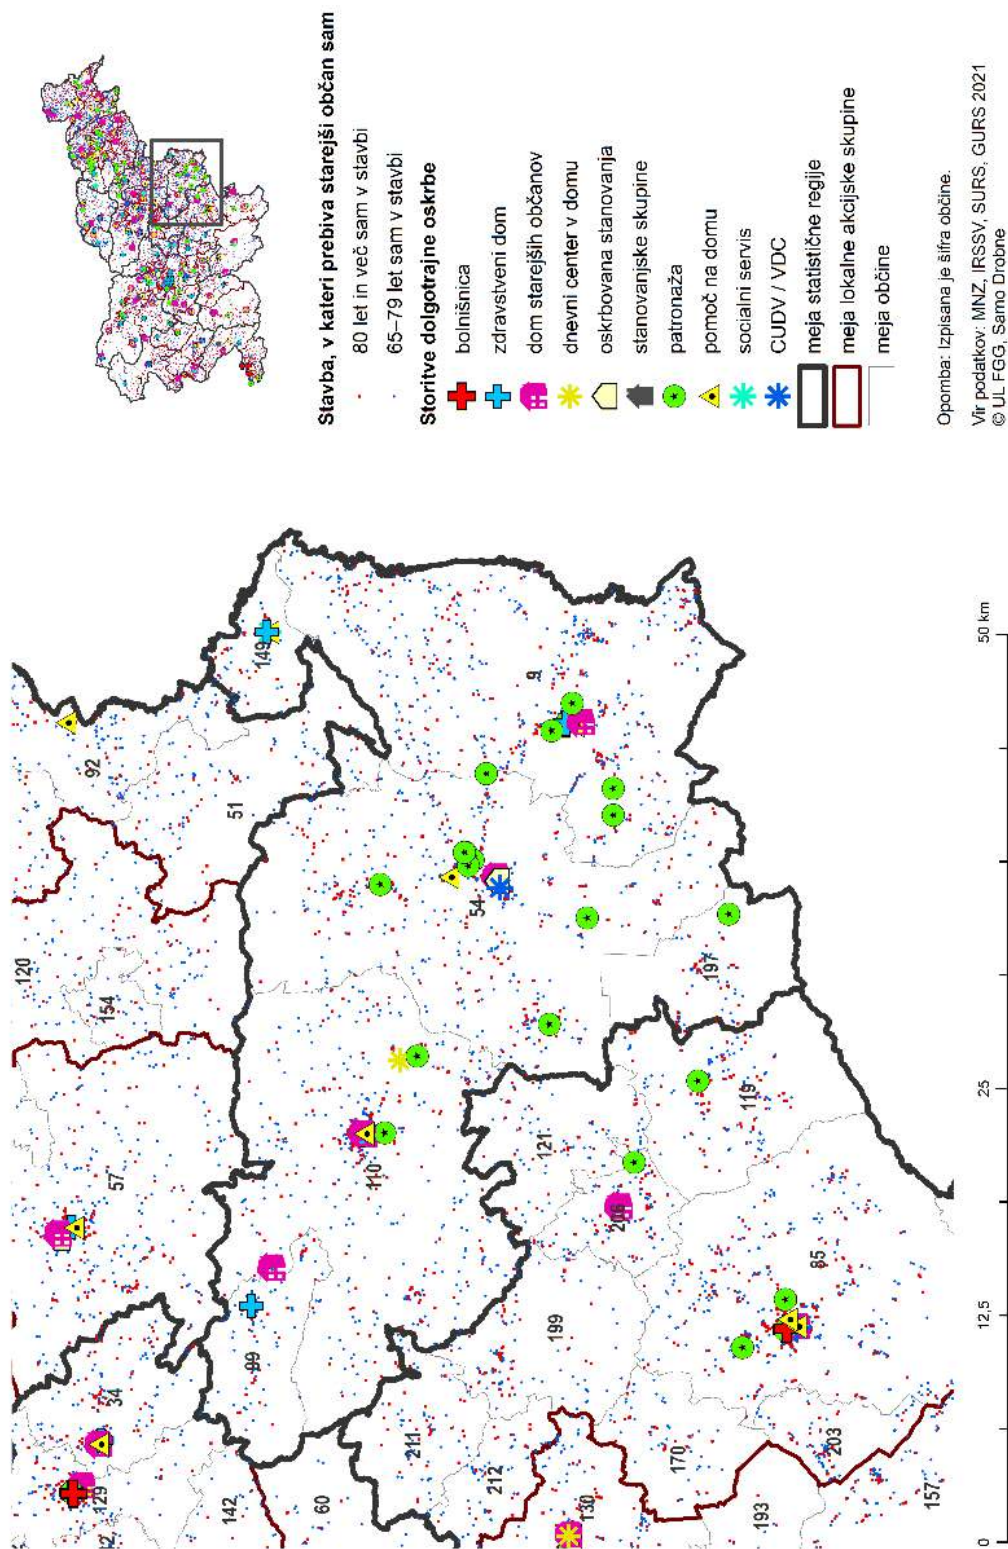 Stavba, v kateri prebiva starejši občan sam
80 let in več sam v stavbi
65–79 let sam v stavbi
Storitve dolgotrajne oskrbe
bolnišnica
zdravstveni dom
dom starejših občanov
dnevni center v domu
oskrbovana stanovanja
stanovanjske skupine
patronaža
pomoč na domu
socialni servis
CUDV / VDC
meja statistične regije
meja lokalne akcijske skupine
meja občine
Opomba: Izpisana je šifra občine.
Vir podatkov: MNZ, IRSSV, SURS, GURS 2021
© UL FGG, Samo Drobne
129
34
57
154
120
51
92
149
142
99
110
54
9
60
211
212
199
121
206
197
119
130
170
193
203
85
157
0
12,5
25
50 km